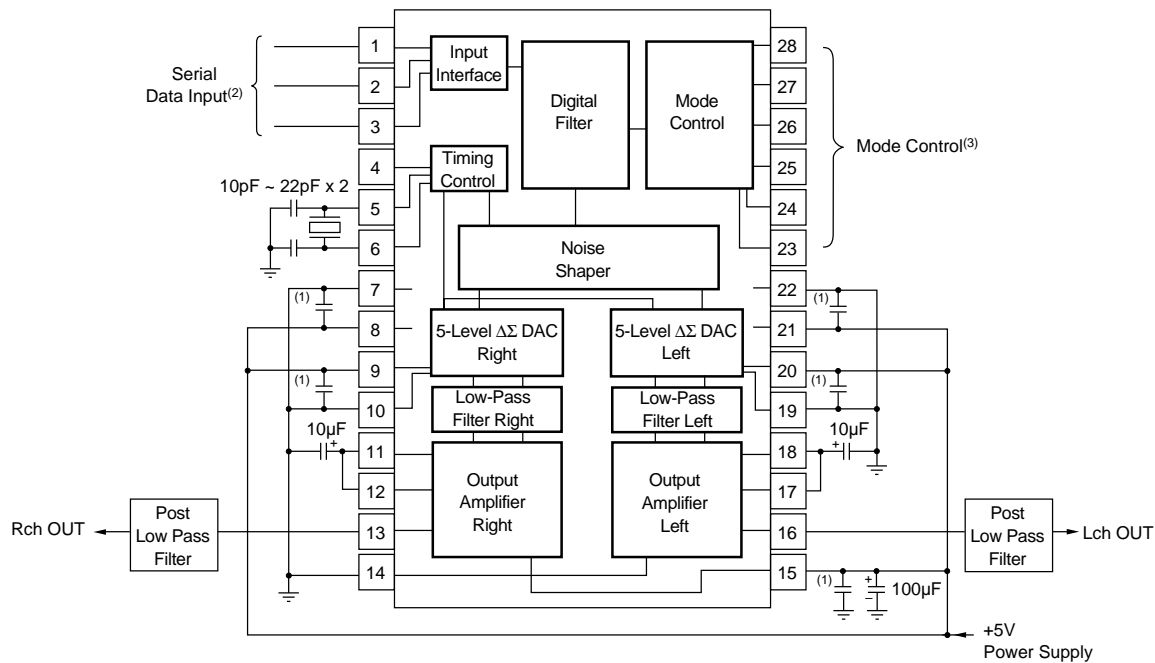 1
2
3
4
5
6
7
8
9
10
11
12
13
14
28
27
26
25
24
23
22
21
20
19
18
17
16
15
Serial
Data Input(2)
Input
Interface
Digital
Filter
Mode
Control
Mode Control(3)
Timing
Control
10pF ~ 22pF x 2
Noise
Shaper
(1)
(1)
(1)
(1)
5-Level ΔΣ DAC
Right
5-Level ΔΣ DAC
Left
Low-Pass
Filter Right
Low-Pass
Filter Left
10µF
+
10µF
+
Output
Amplifier
Right
Output
Amplifier
Left
Rch OUT
Post
Low Pass
Filter
Post
Low Pass
Filter
Lch OUT
(1)
+
–
100µF
+5V
Power Supply